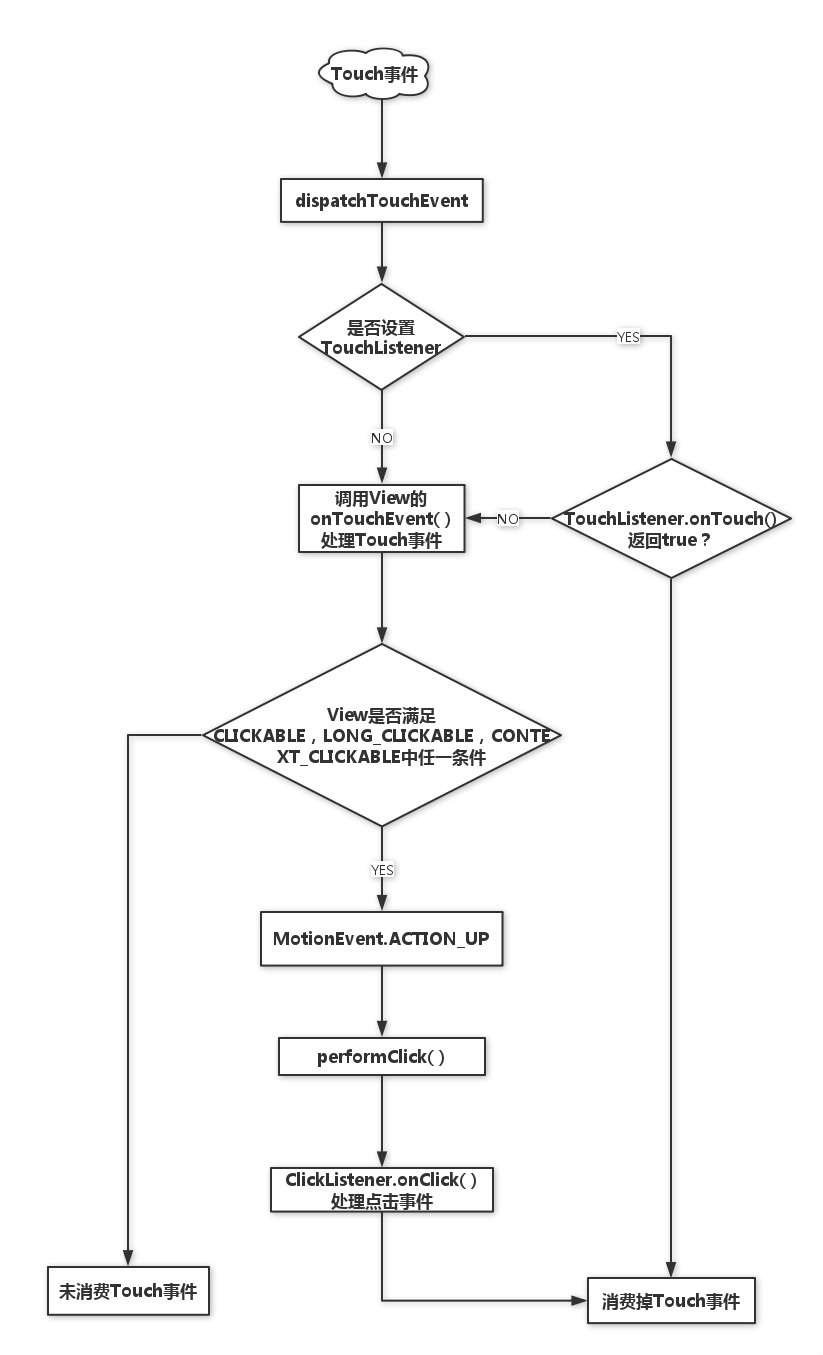 Touch事件
dispatchTouchEvent
是否设置
TouchListener
YES
NO
调用View的
onTouchEvent( )
处理Touch事件
NO
TouchListener.onTouch()
返回true？
View是否满足
CLICKABLE，LONG_CLICKABLE，CONTE
XT_CLICKABLE中任一条件
YES
MotionEvent.ACTION_UP
performClick( )
ClickListener.onClick( )
处理点击事件
未消费Touch事件
消费掉Touch事件